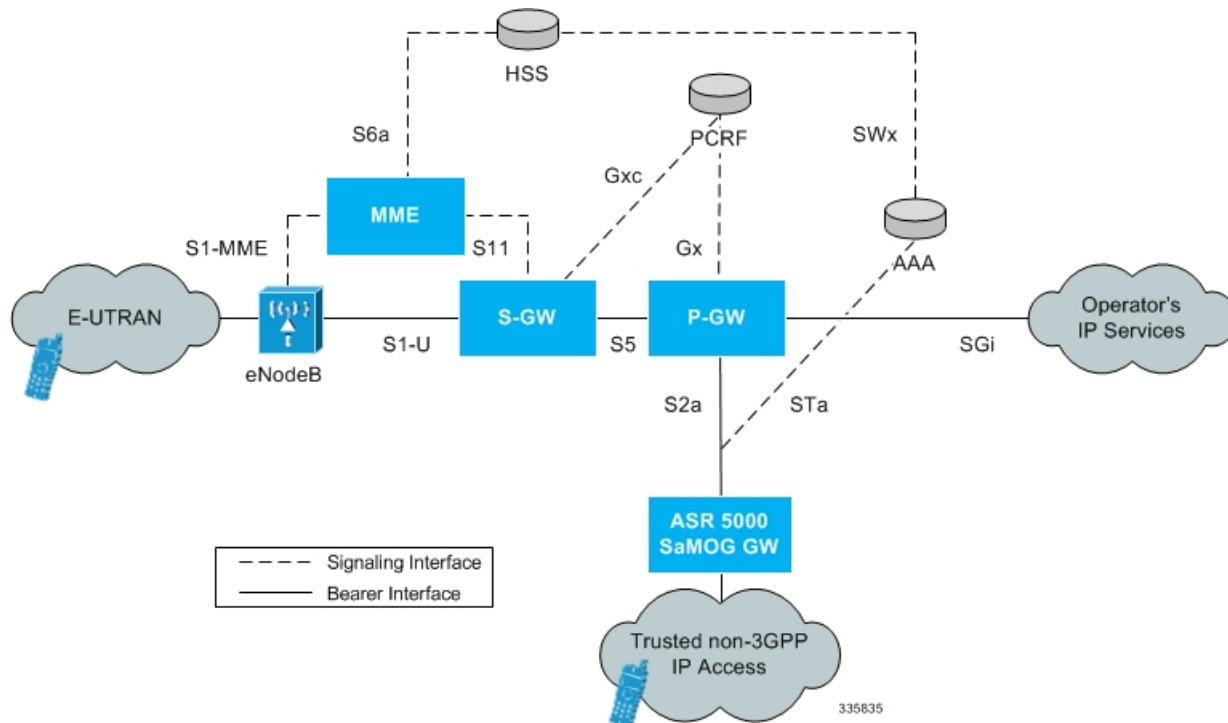 HSS
S6a
PCRF
SWx
Gxc
MME
S1-MME
S11
Gx
AAA
E-UTRAN
S-GW
P-GW
Operator's
IP Services
S1-U
S5
SGi
eNodeB
S2a
STa
ASR 5000
SaMOG GW
Signaling Interface
Bearer Interface
Trusted non-3GPP
IP Access
335835